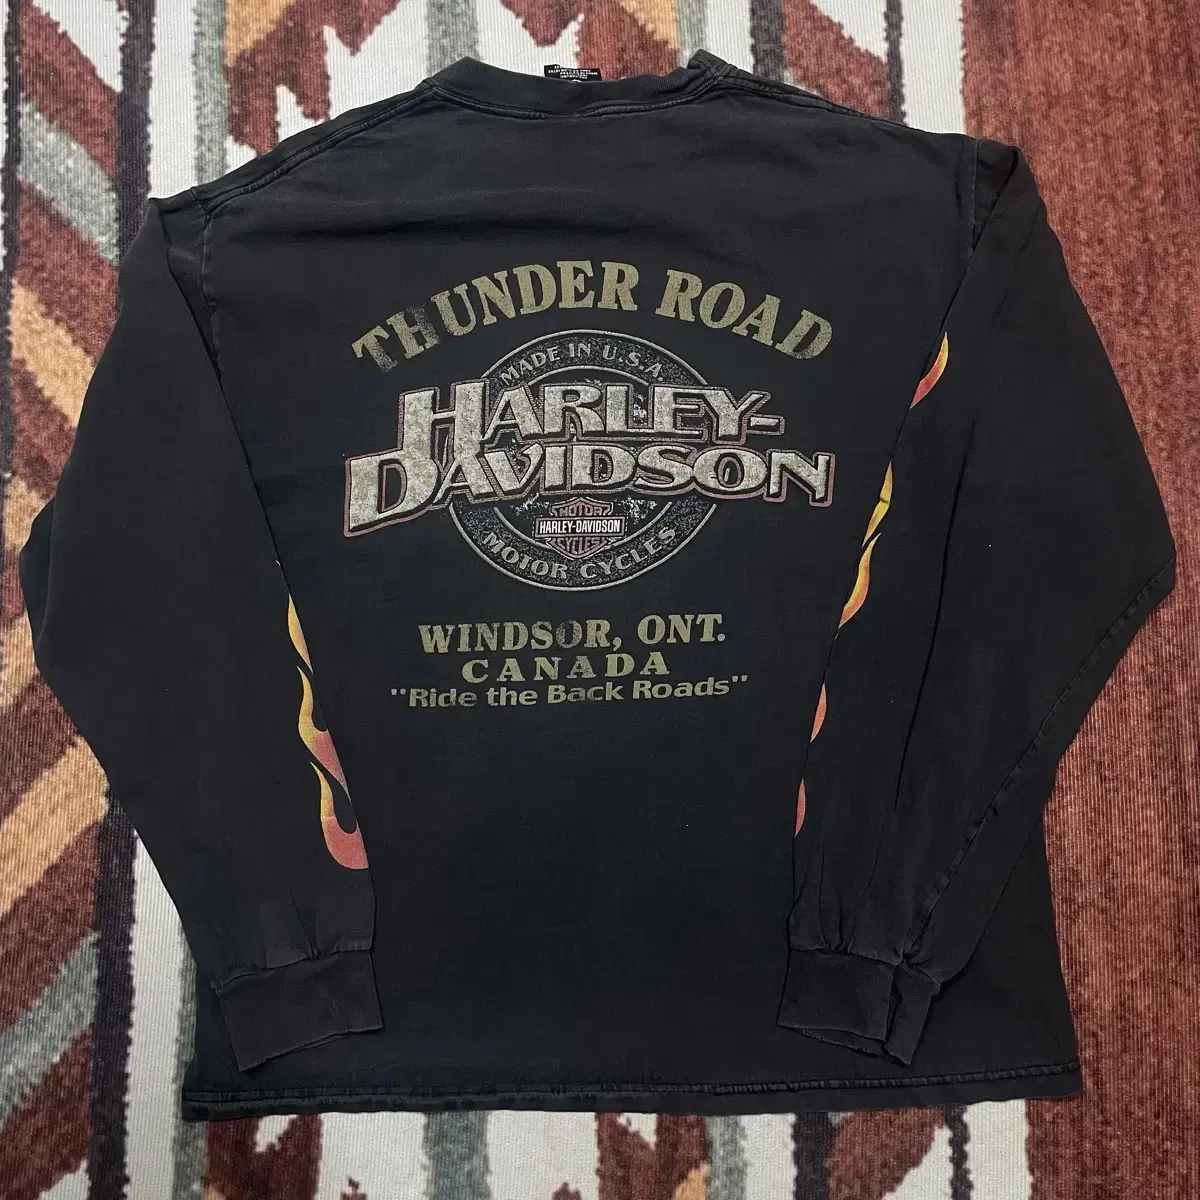 THUNDER ROAD
MADE IN U.S.A
HARLEY-
DAVIDSON
MOTOR
HARLEY-DAVIDSON
CYCLES
MOTOR CYCLES
WINDSOR, ONT.
CANADA
"Ride the Back Roads"